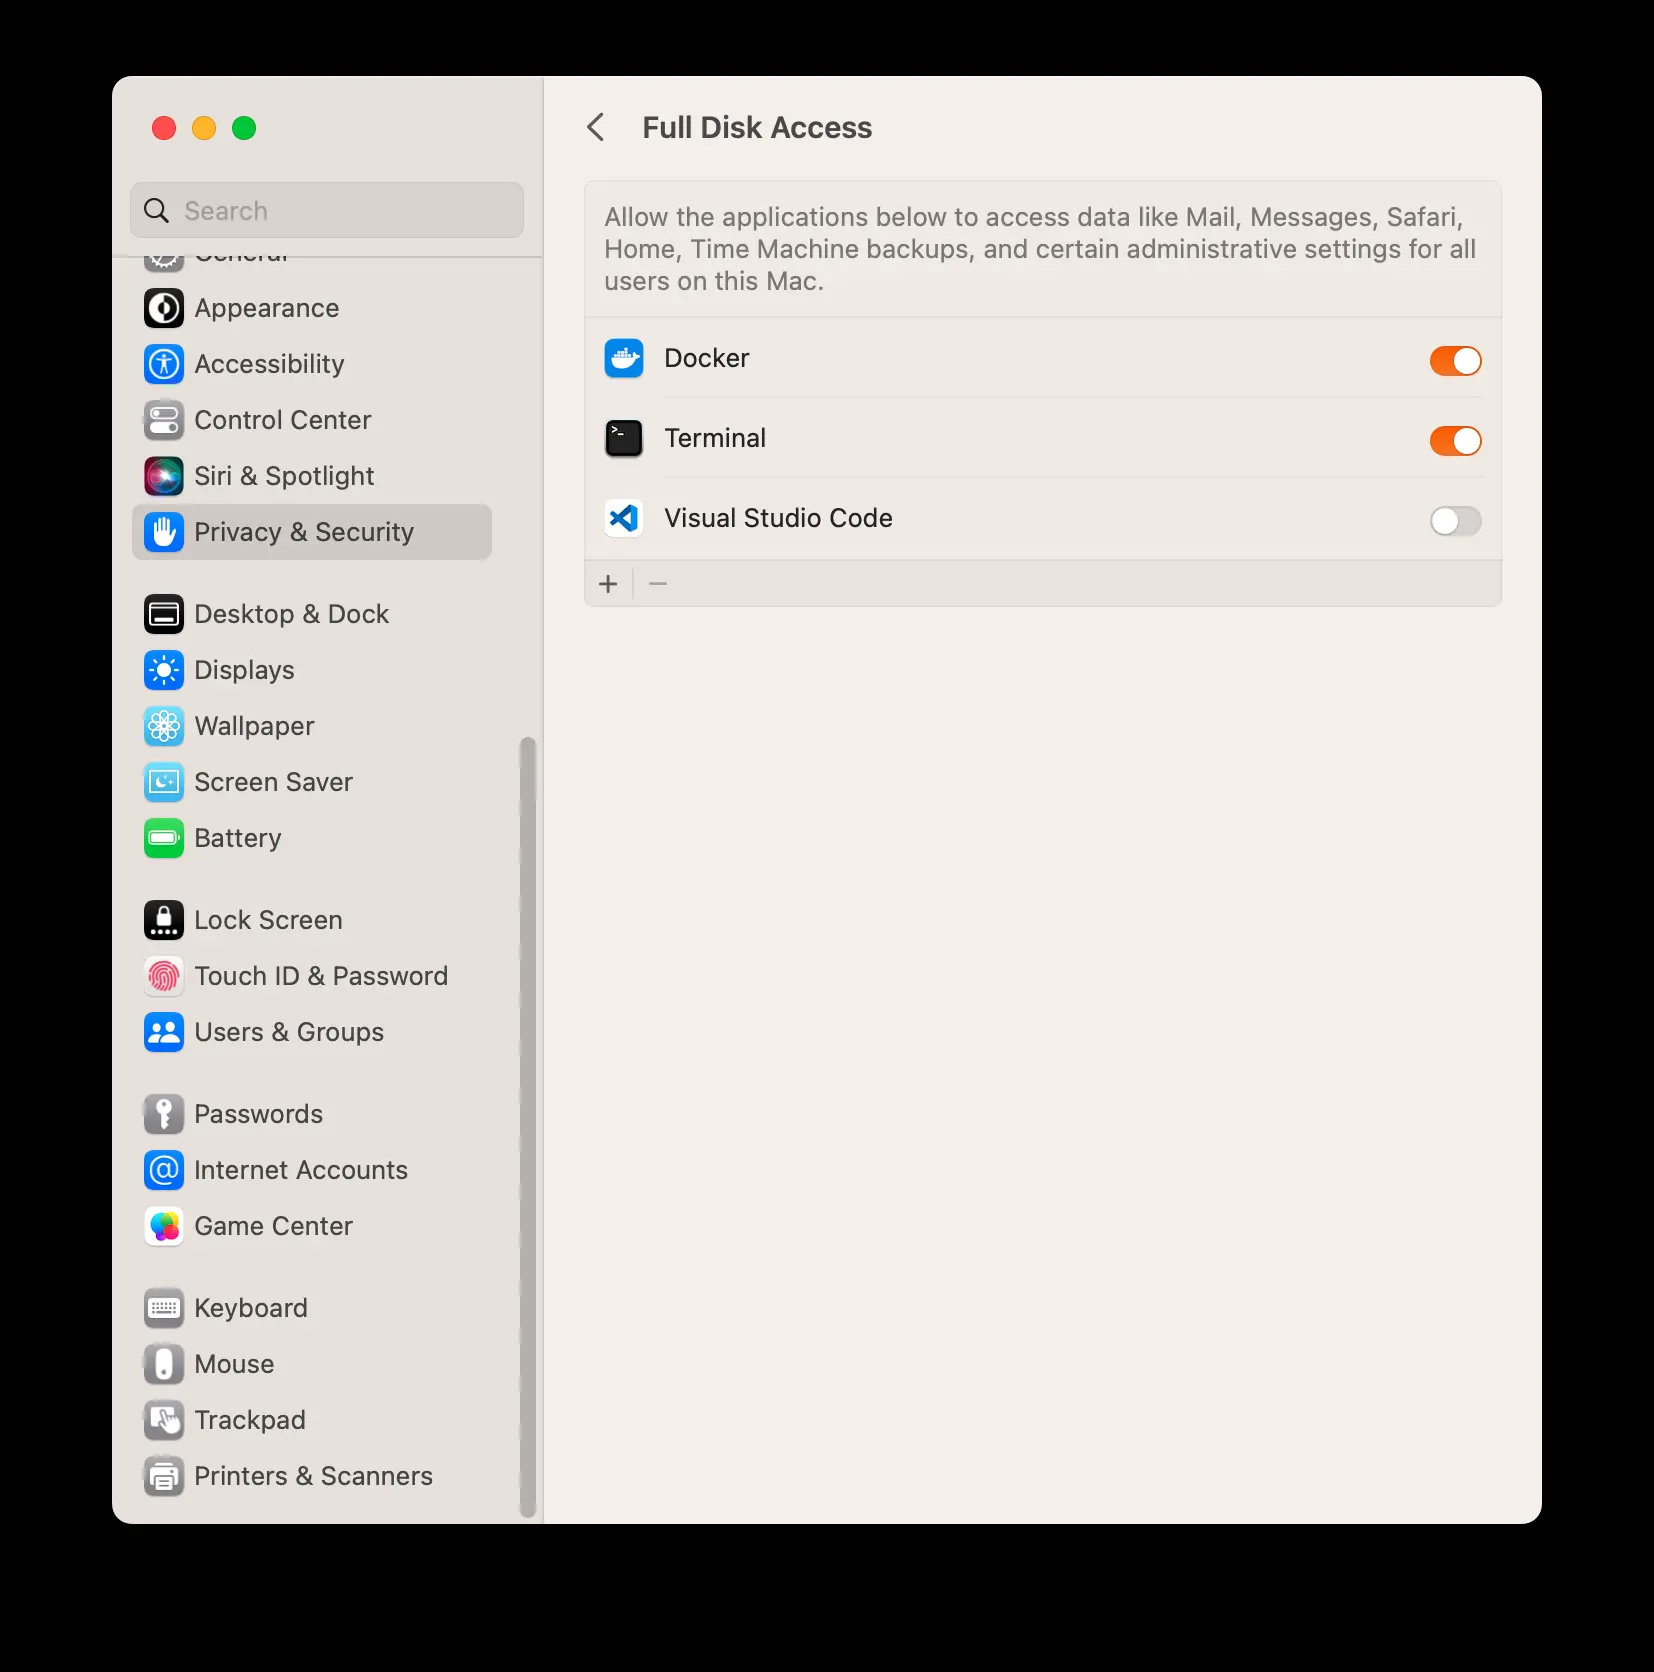 Full Disk Access
Search
General
Appearance
Accessibility
Control Center
Siri & Spotlight
Privacy & Security
Desktop & Dock
Displays
Wallpaper
Screen Saver
Battery
Lock Screen
Touch ID & Password
Users & Groups
Passwords
Internet Accounts
Game Center
Keyboard
Mouse
Trackpad
Printers & Scanners
Allow the applications below to access data like Mail, Messages, Safari,
Home, Time Machine backups, and certain administrative settings for all
users on this Mac.
Docker
Terminal
Visual Studio Code